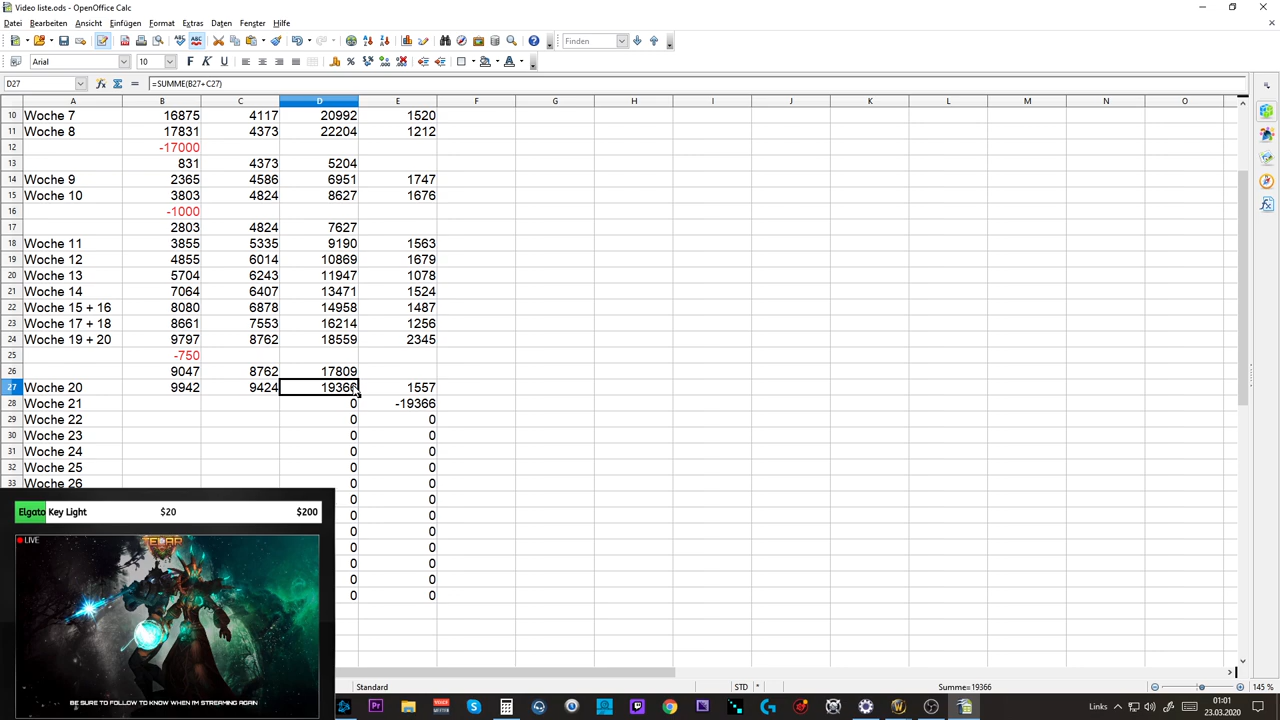 Video liste.ods - OpenOffice Calc
Datei Bearbeiten Ansicht Einfügen Format Extras Daten Fenster Hilfe
Finden
Arial 10
D27 =SUMME(B27+C27)
A B C D E F G H I J K L M N O
10 Woche 7 16875 4117 20992 1520
11 Woche 8 17831 4373 22204 1212
12 -17000
13 831 4373 5204
14 Woche 9 2365 4586 6951 1747
15 Woche 10 3803 4824 8627 1676
16 -1000
17 2803 4824 7627
18 Woche 11 3855 5335 9190 1563
19 Woche 12 4855 6014 10869 1679
20 Woche 13 5704 6243 11947 1078
21 Woche 14 7064 6407 13471 1524
22 Woche 15 + 16 8080 6878 14958 1487
23 Woche 17 + 18 8661 7553 16214 1256
24 Woche 19 + 20 9797 8762 18559 2345
25 -750
26 9047 8762 17809
27 Woche 20 9942 9424 19366 1557
28 Woche 21 0 -19366
29 Woche 22 0 0
30 Woche 23 0 0
31 Woche 24 0 0
32 Woche 25 0 0
33 Woche 26 0 0
0 0
0 0
0 0
0 0
0 0
0 0
0 0
Elgato Key Light $20 $200
LIVE
BE SURE TO FOLLOW TO KNOW WHEN I'M STREAMING AGAIN
Standard STD * Summe=19366 145 %
Links 01:01
23.03.2020